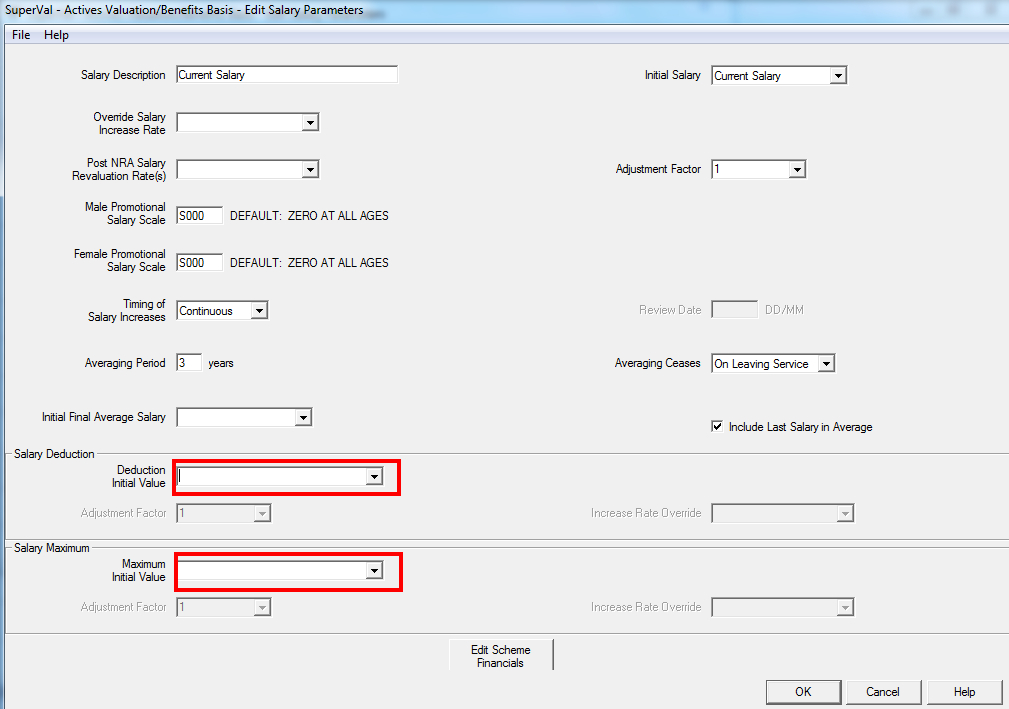 SuperVal - Actives Valuation/Benefits Basis - Edit Salary Parameters
File Help
Salary Description Current Salary
Initial Salary Current Salary
Override Salary
Increase Rate
Post NRA Salary
Revaluation Rate(s)
Adjustment Factor 1
Male Promotional
Salary Scale
S000 DEFAULT: ZERO AT ALL AGES
Female Promotional
Salary Scale
S000 DEFAULT: ZERO AT ALL AGES
Timing of
Salary Increases
Continuous
Review Date DD/MM
Averaging Period 3 years
Averaging Ceases On Leaving Service
Initial Final Average Salary
Include Last Salary in Average
Salary Deduction
Deduction
Initial Value
Adjustment Factor 1
Increase Rate Override
Salary Maximum
Maximum
Initial Value
Adjustment Factor 1
Increase Rate Override
Edit Scheme
Financials
OK Cancel Help